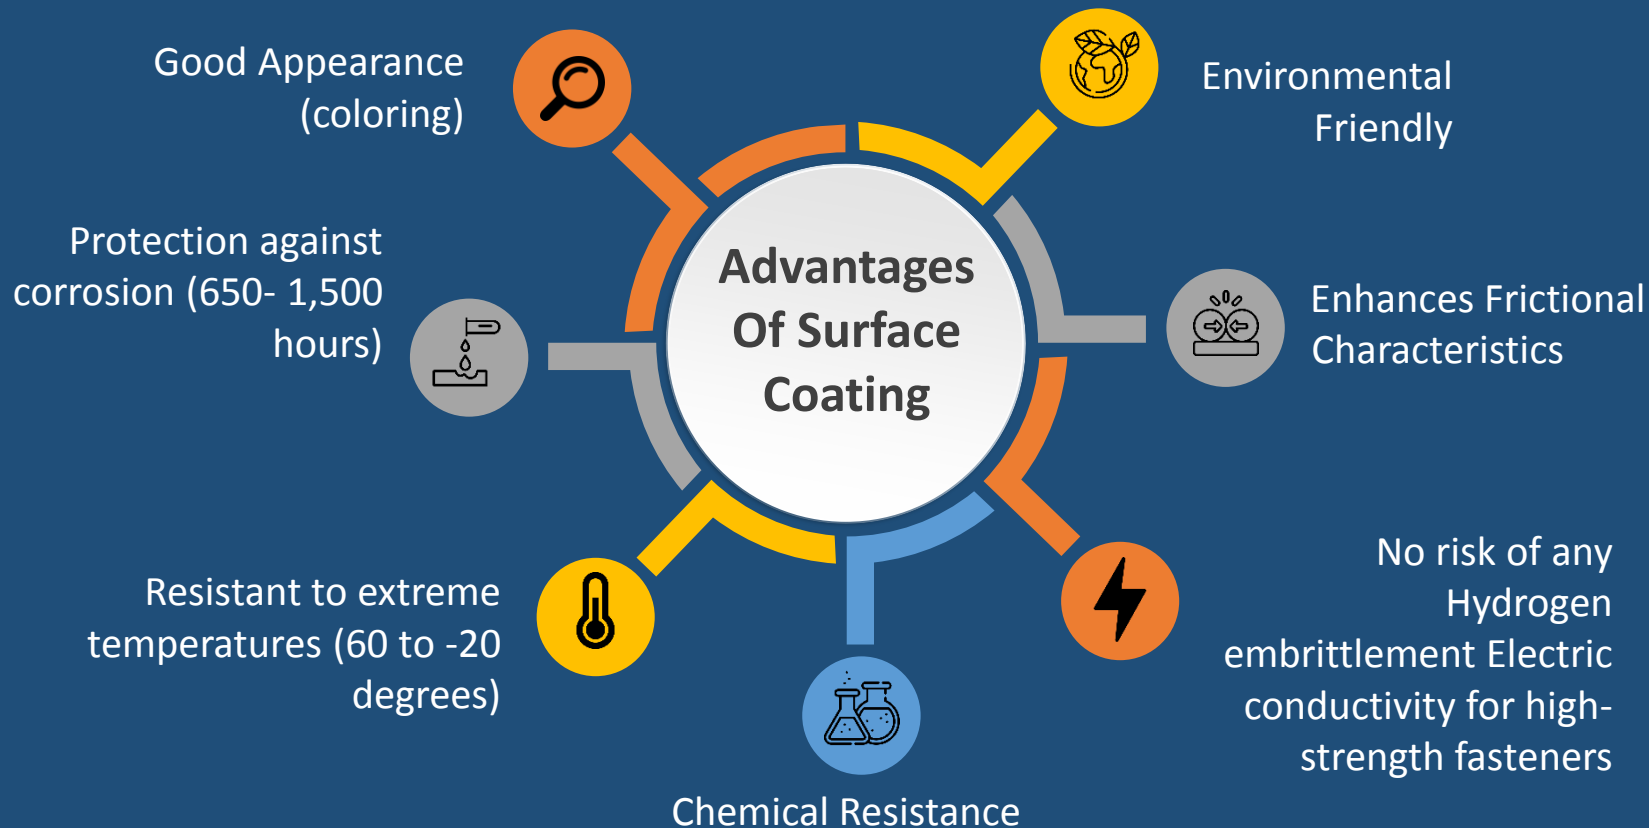 Good Appearance
(coloring)
Environmental
Friendly
Protection against
corrosion (650- 1,500
hours)
Advantages
Of Surface
Coating
Enhances Frictional
Characteristics
Resistant to extreme
temperatures (60 to -20
degrees)
No risk of any
Hydrogen
embrittlement Electric
conductivity for high-
strength fasteners
Chemical Resistance